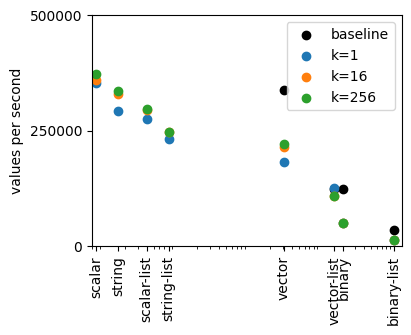 500000
250000
0
values per second
baseline
k=1
k=16
k=256
scalar
string
scalar-list
string-list
vector
vector-list
binary
binary-list